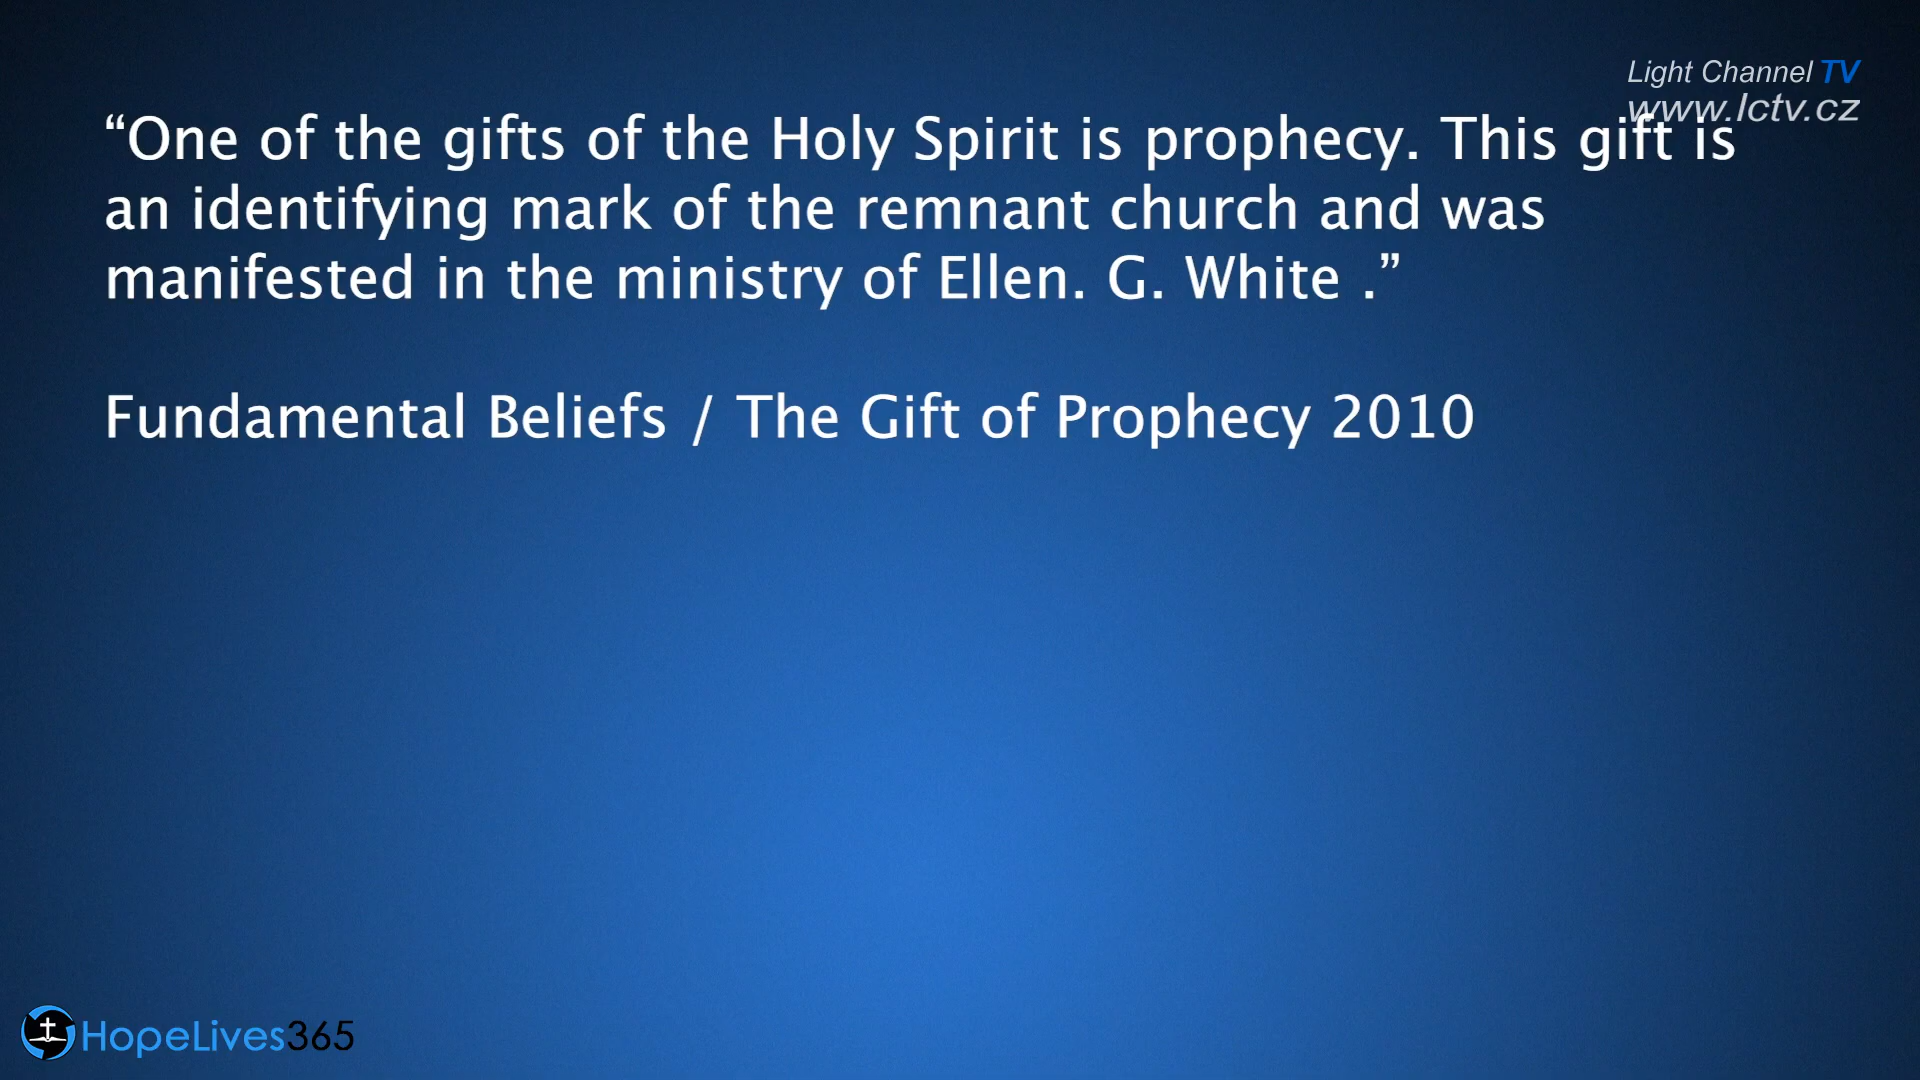 Light Channel TV
www.lctv.cz
“One of the gifts of the Holy Spirit is prophecy. This gift is
an identifying mark of the remnant church and was
manifested in the ministry of Ellen. G. White .”
Fundamental Beliefs / The Gift of Prophecy 2010
HopeLives365